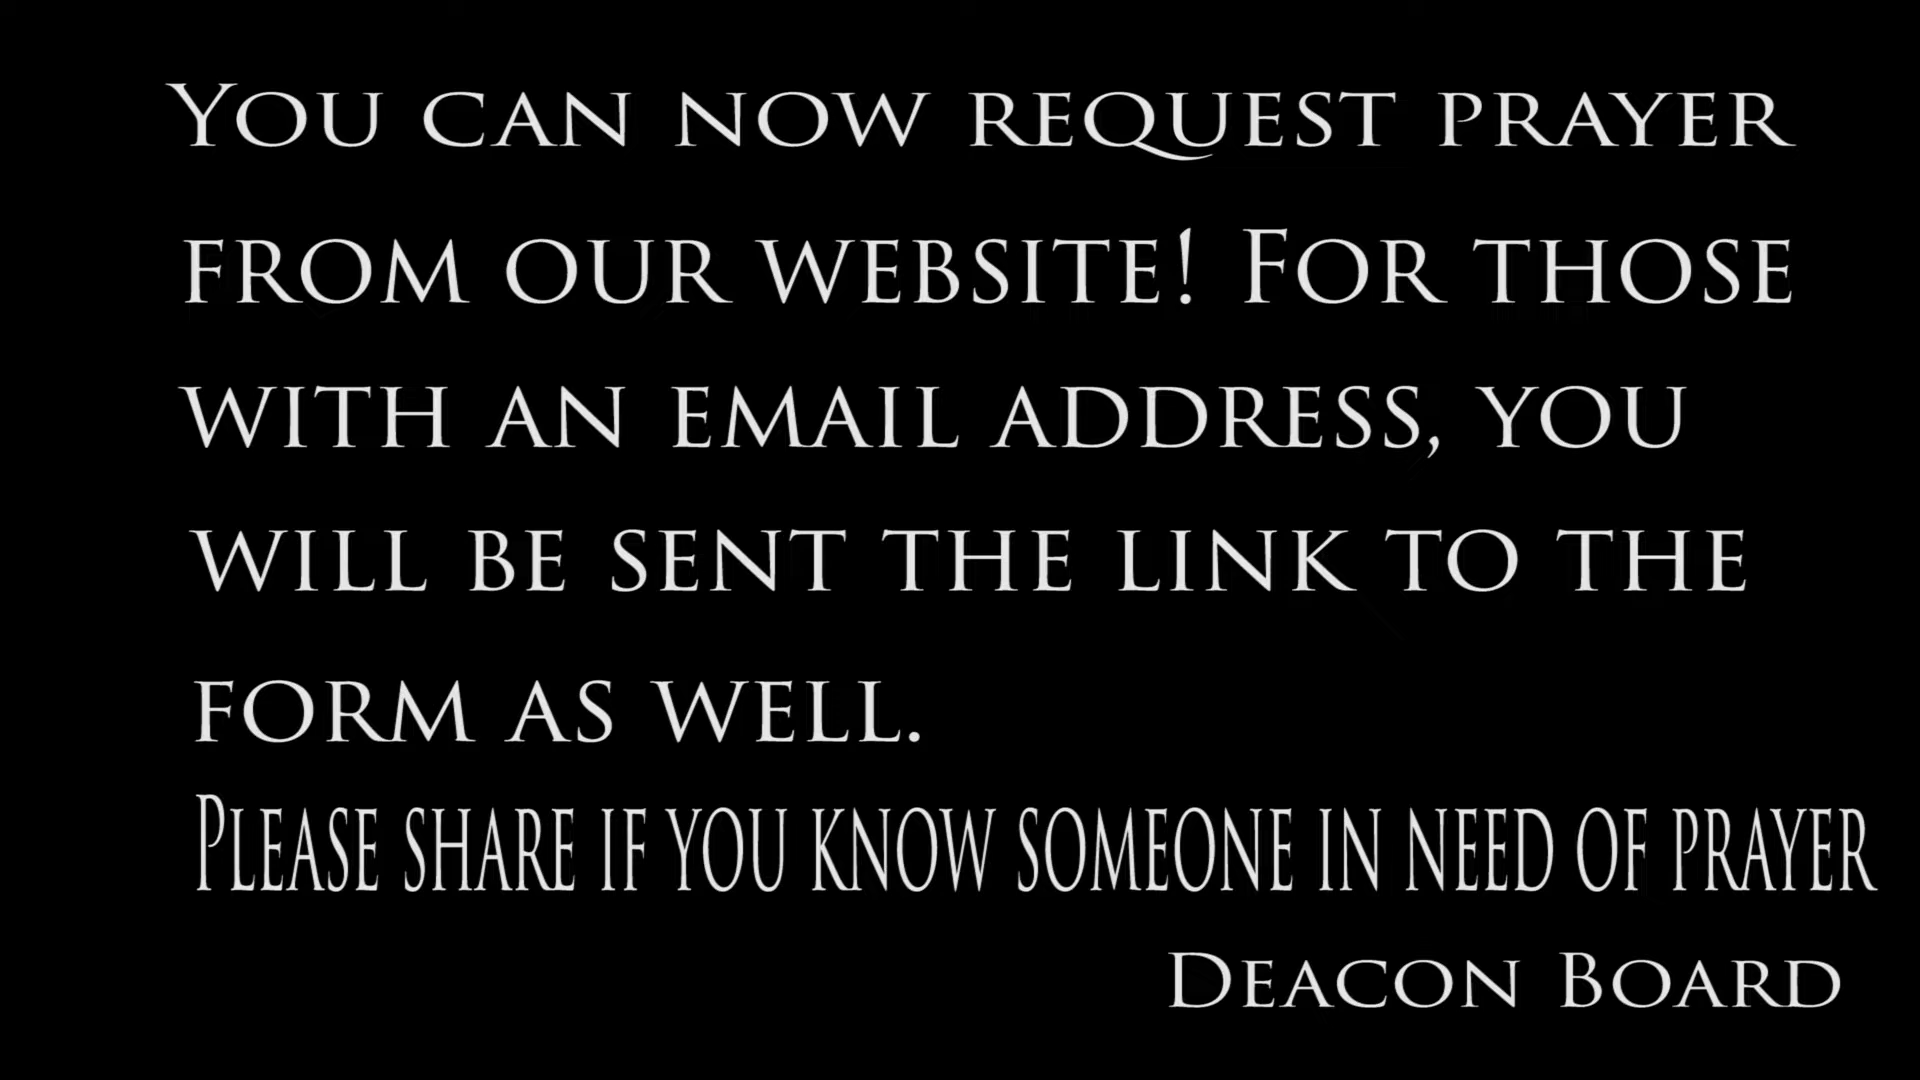 You can now request prayer
from our website! For those
with an email address, you
will be sent the link to the
form as well.
Please share if you know someone in need of prayer
Deacon Board